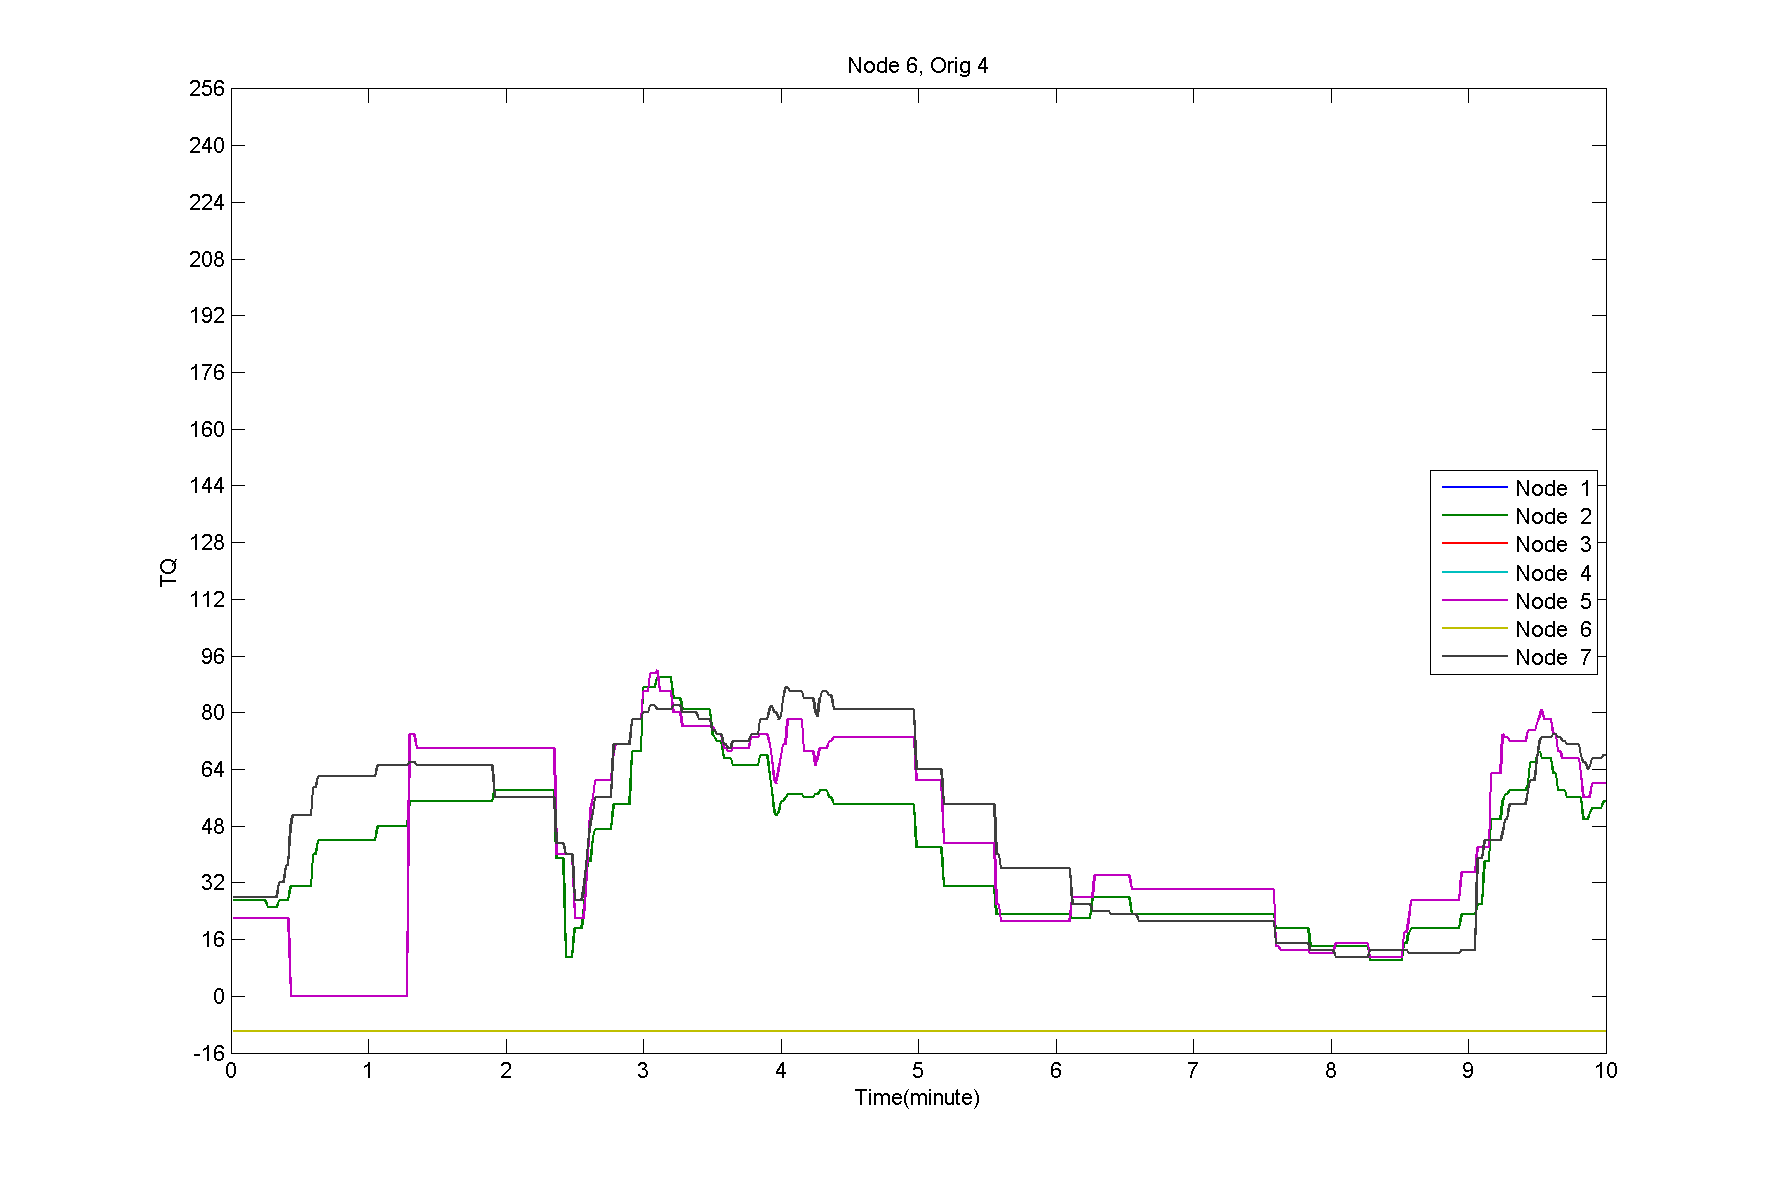 Node 6, Orig 4
256
240
224
208
192
176
160
144
128
112
96
80
64
48
32
16
0
-16
TQ
Node 1
Node 2
Node 3
Node 4
Node 5
Node 6
Node 7
0 1 2 3 4 5 6 7 8 9 10
Time(minute)